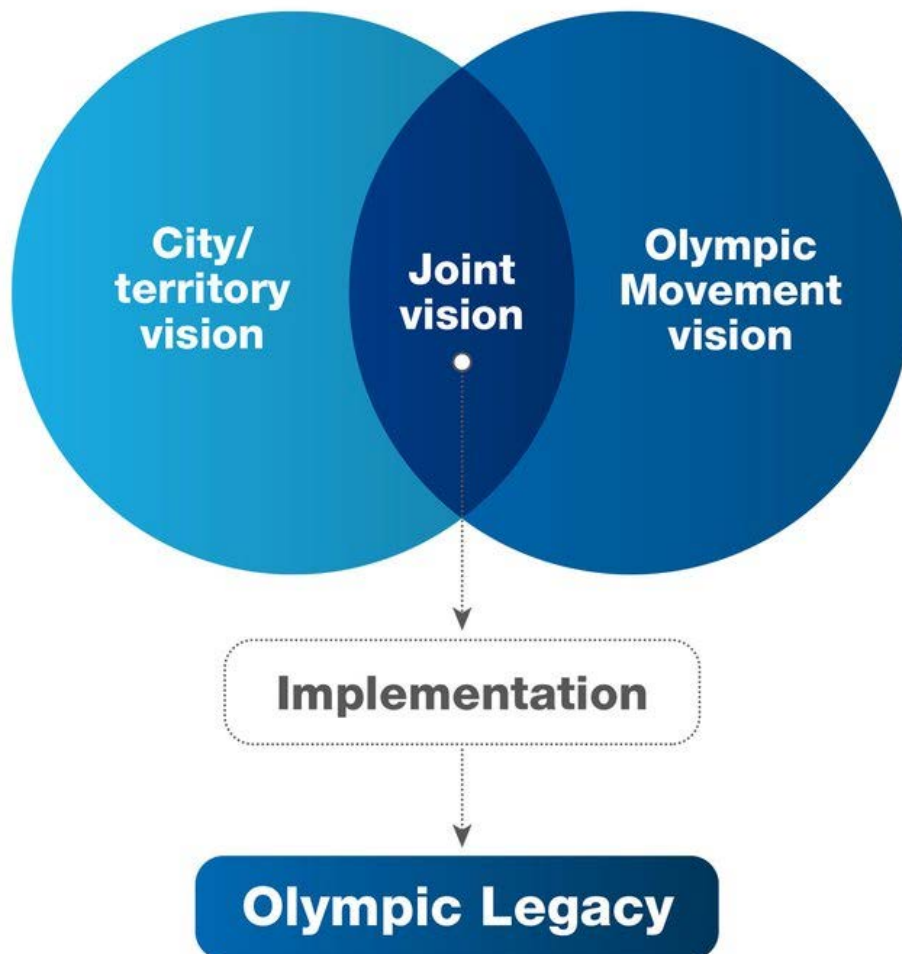 City/
territory
vision
Joint
vision
Olympic
Movement
vision
Implementation
Olympic Legacy